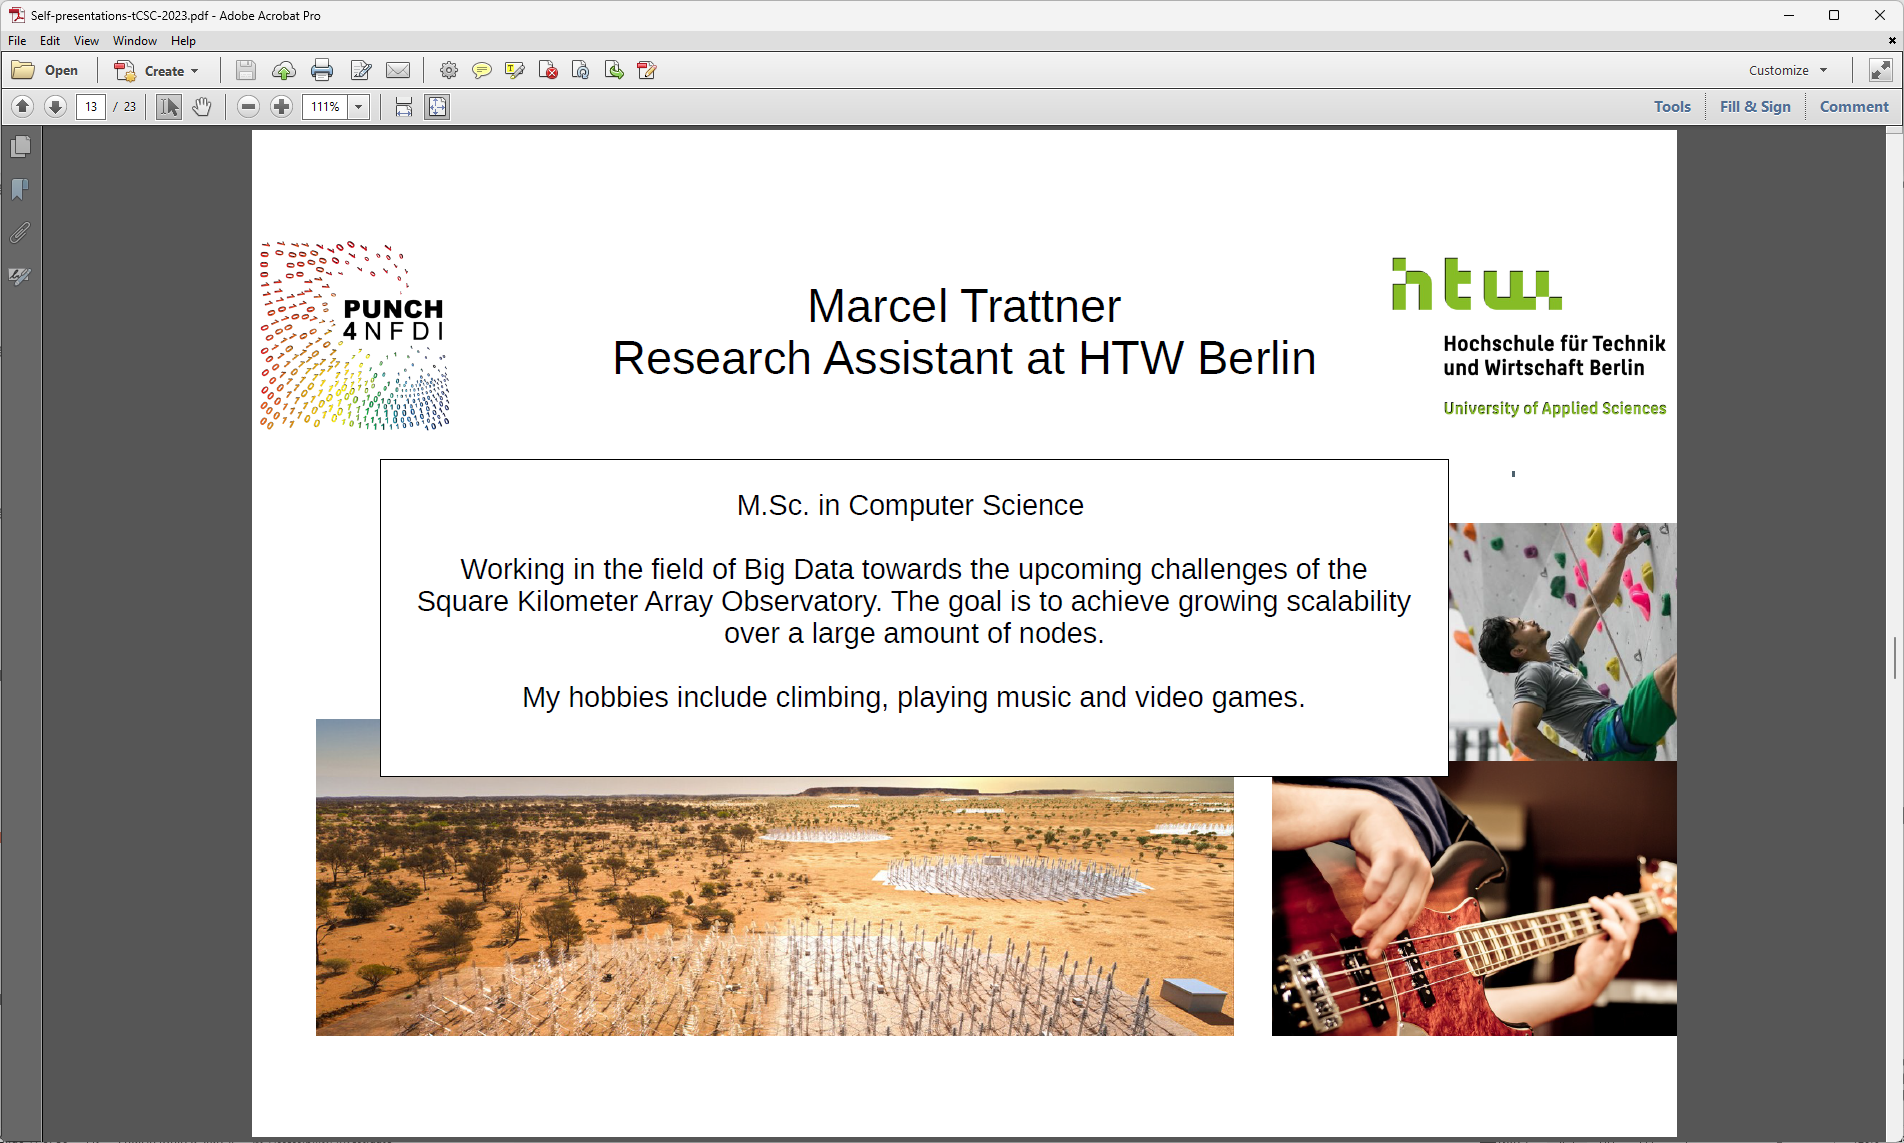 Self-presentations-tCSC-2023.pdf - Adobe Acrobat Pro
File Edit View Window Help
Open Create Customize
13 / 23 111% Tools Fill & Sign Comment
PUNCH
4NFDI
htw.
Hochschule für Technik
und Wirtschaft Berlin
University of Applied Sciences
Marcel Trattner
Research Assistant at HTW Berlin
M.Sc. in Computer Science
Working in the field of Big Data towards the upcoming challenges of the
Square Kilometer Array Observatory. The goal is to achieve growing scalability
over a large amount of nodes.
My hobbies include climbing, playing music and video games.